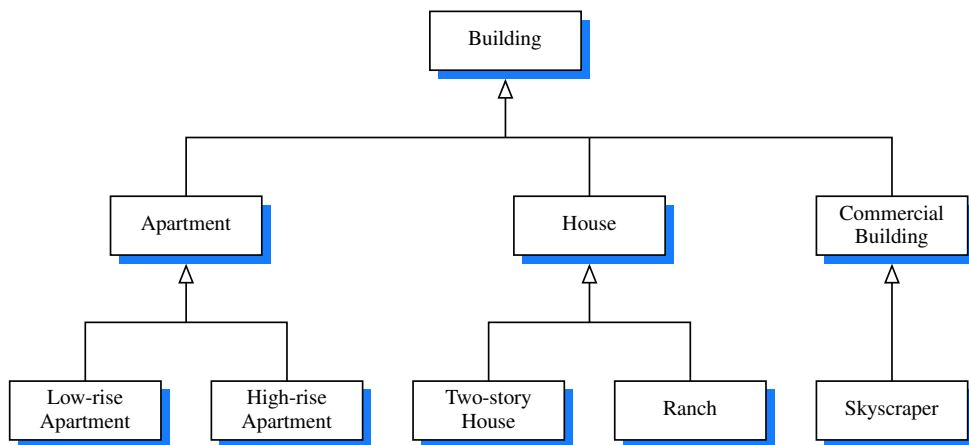 Building
Apartment
House
Commercial
Building
Low-rise
Apartment
High-rise
Apartment
Two-story
House
Ranch
Skyscraper